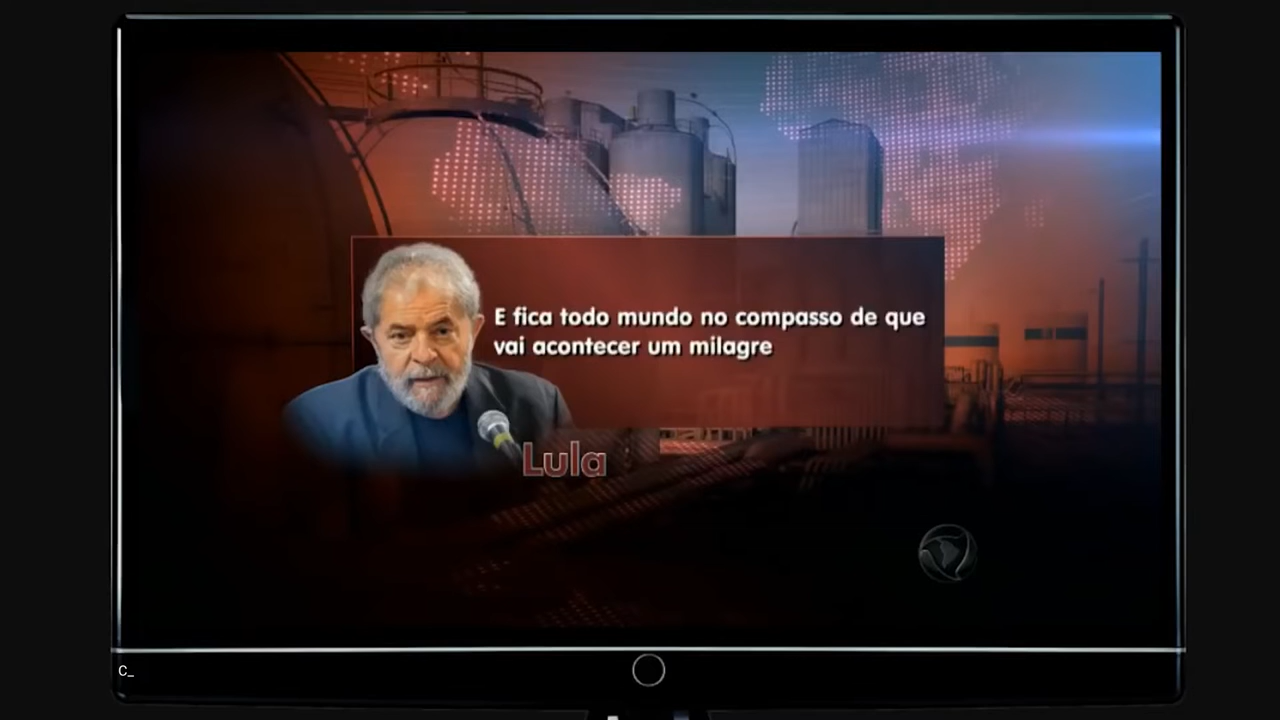 E fica todo mundo no compasso de que
vai acontecer um milagre
Lula
C_